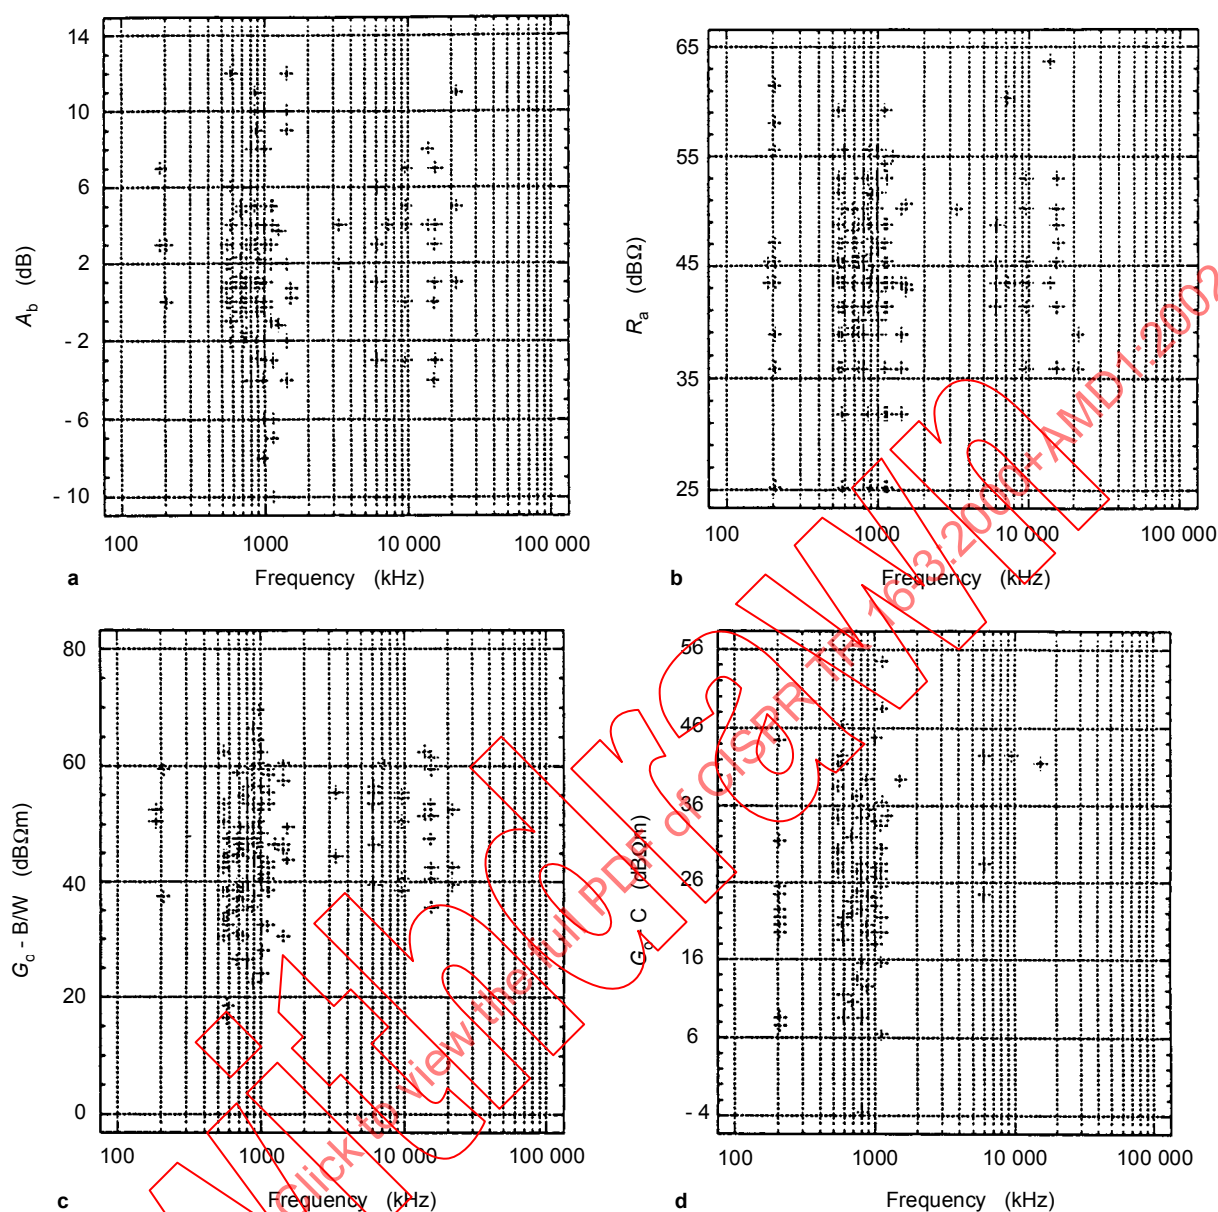 14
10
6
2
- 2
- 6
- 10
A_b (dB)
100 1000 10 000 100 000
a
Frequency (kHz)
65
55
45
35
25
R_a (dBΩ)
100 1000 10 000 100 000
b
Frequency (kHz)
80
60
40
20
0
G_q - B/W (dBΩm)
100 1000 10 000 100 000
c
Frequency (kHz)
56
46
36
26
16
6
- 4
C (dBΩm)
100 1000 10 000 100 000
d
Frequency (kHz)
Withdrawn
Click to view the full PDF of CISPR TR 16-3:2000+AMD1:2002